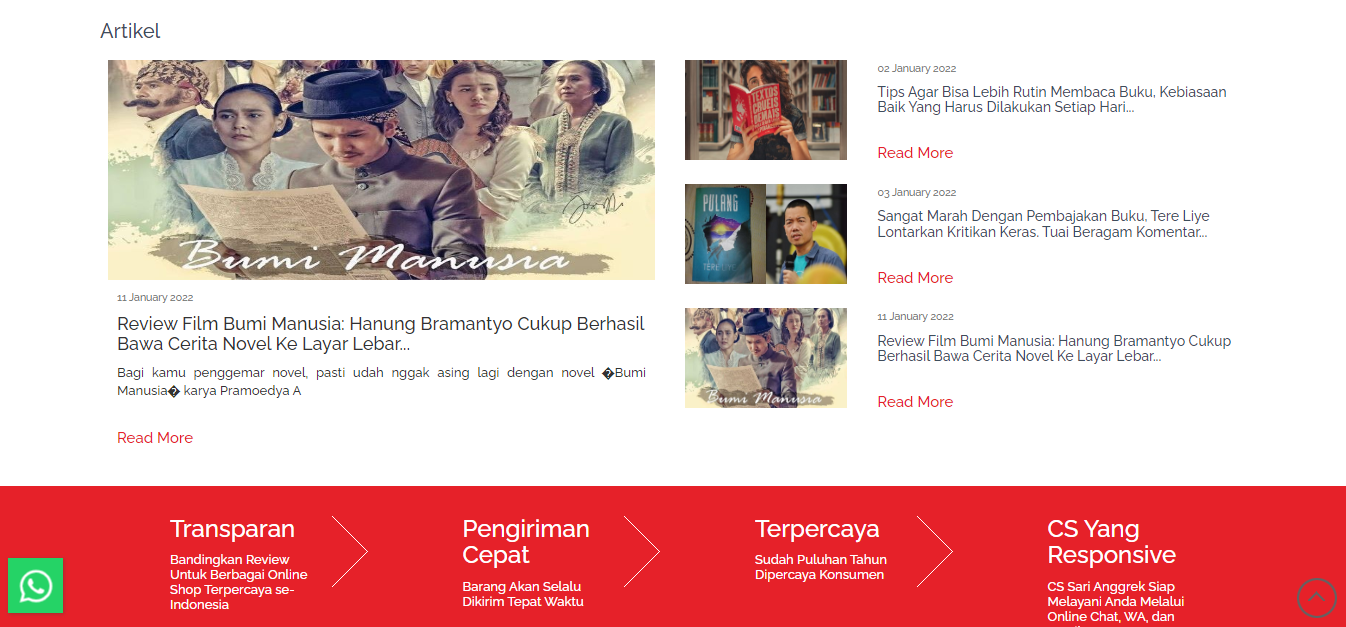 Artikel
Bumi Manusia
11 January 2022
Review Film Bumi Manusia: Hanung Bramantyo Cukup Berhasil
Bawa Cerita Novel Ke Layar Lebar...
Bagi kamu penggemar novel, pasti udah nggak asing lagi dengan novel �Bumi
Manusia� karya Pramoedya A
Read More
TEXTOS
CRUÉIS
DEMAIS
02 January 2022
Tips Agar Bisa Lebih Rutin Membaca Buku, Kebiasaan
Baik Yang Harus Dilakukan Setiap Hari...
Read More
PULANG
TERE LIYE
03 January 2022
Sangat Marah Dengan Pembajakan Buku, Tere Liye
Lontarkan Kritikan Keras. Tuai Beragam Komentar...
Read More
Bumi Manusia
11 January 2022
Review Film Bumi Manusia: Hanung Bramantyo Cukup
Berhasil Bawa Cerita Novel Ke Layar Lebar...
Read More
Transparan
Bandingkan Review
Untuk Berbagai Online
Shop Terpercaya se-
Indonesia
Pengiriman
Cepat
Barang Akan Selalu
Dikirim Tepat Waktu
Terpercaya
Sudah Puluhan Tahun
Dipercaya Konsumen
CS Yang
Responsive
CS Sari Anggrek Siap
Melayani Anda Melalui
Online Chat, WA, dan